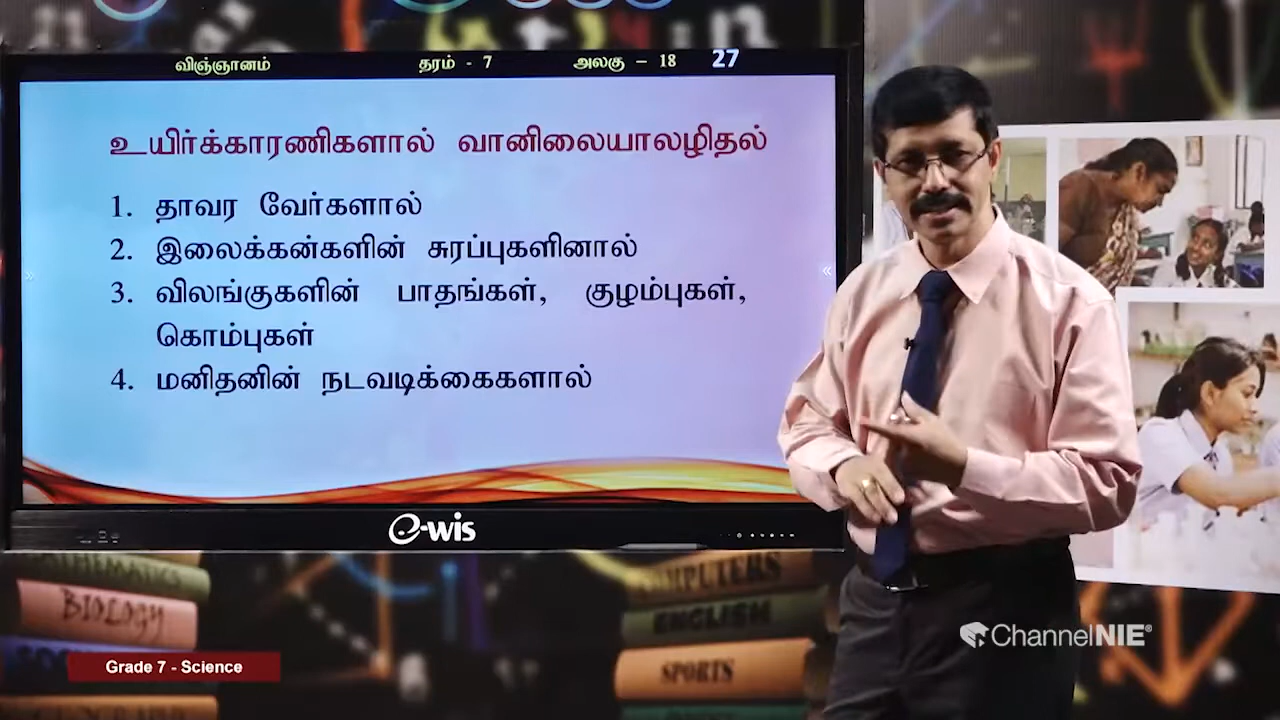 விஞ்ஞானம் தரம் - 7 அலகு – 18 27
உயிர்க்காரணிகளால் வானிலையாலழிதல்
1. தாவர வேர்களால்
2. இலைக்கன்களின் சுரப்புகளினால்
3. விலங்குகளின் பாதங்கள், குழம்புகள்,
கொம்புகள்
4. மனிதனின் நடவடிக்கைகளால்
e-wis
MATHEMATICS
BIOLOGY
COMPUTERS
ENGLISH
SPORTS
Grade 7 - Science
ChannelNIE®